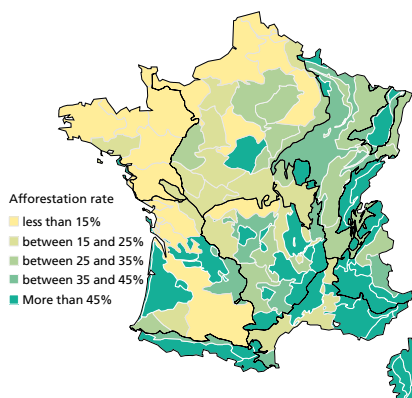 Afforestation rate
less than 15%
between 15 and 25%
between 25 and 35%
between 35 and 45%
More than 45%